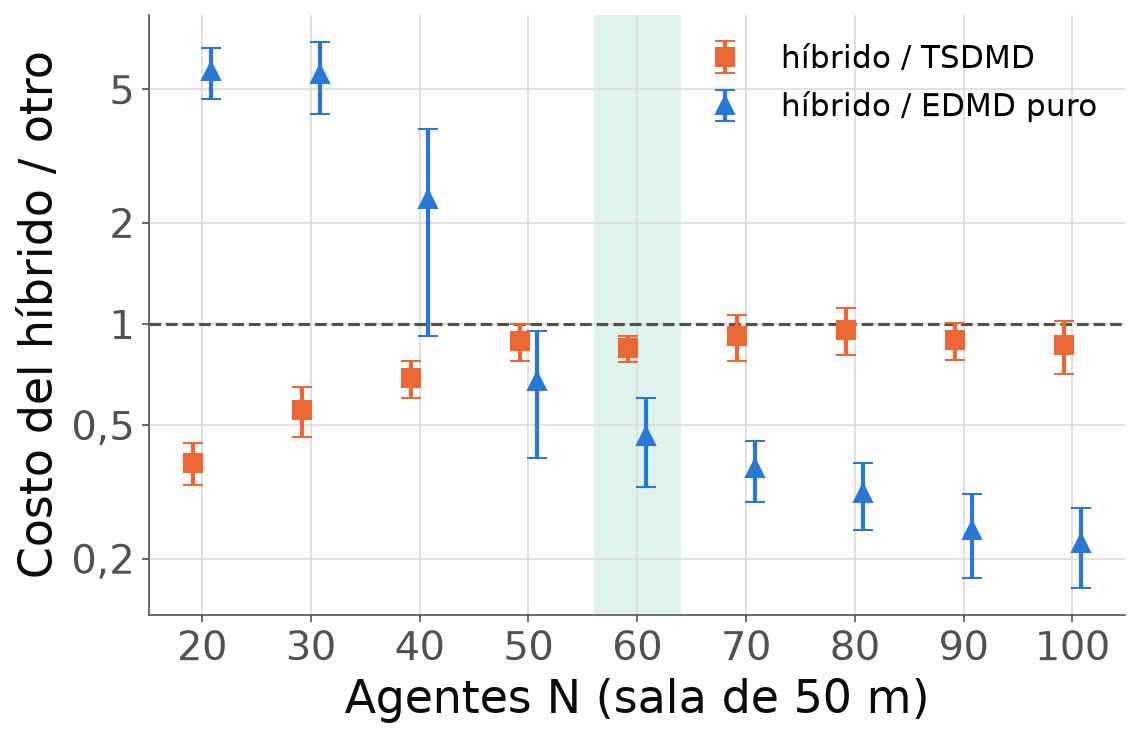 híbrido / TSDMD
híbrido / EDMD puro
Costo del híbrido / otro
5
2
1
0,5
0,2
20 30 40 50 60 70 80 90 100
Agentes N (sala de 50 m)